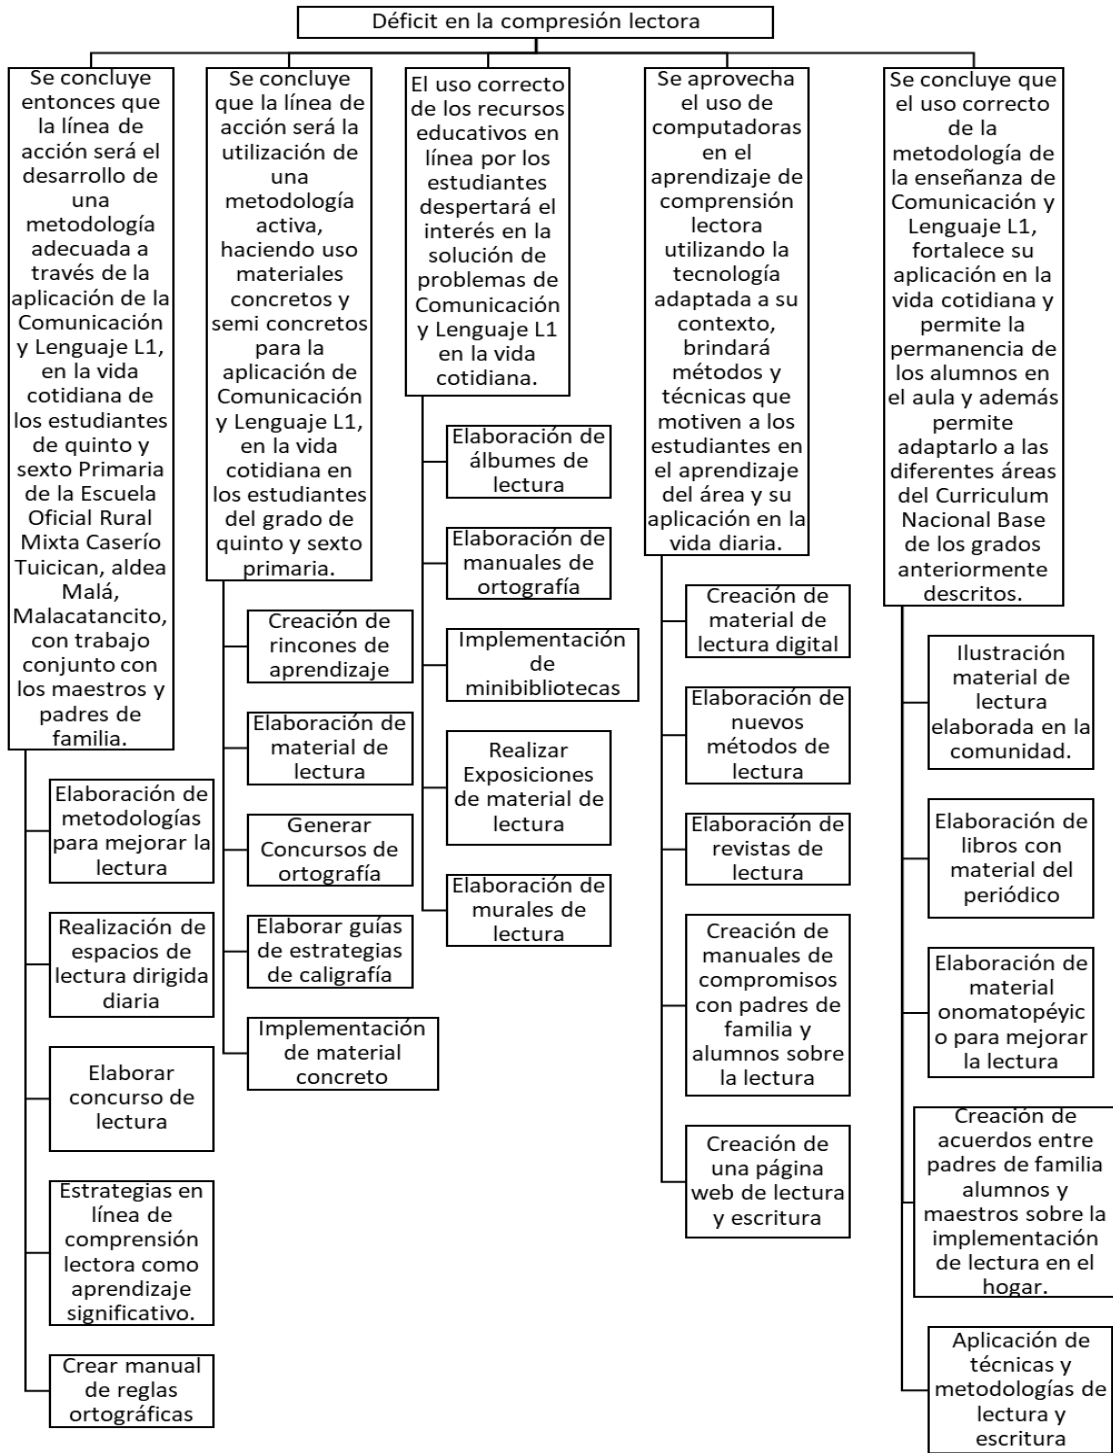 Déficit en la compresión lectora
Se concluye
entonces que
la línea de
acción será el
desarrollo de
una
metodología
adecuada a
través de la
aplicación de la
Comunicación
y Lenguaje L1,
en la vida
cotidiana de
los estudiantes
de quinto y
sexto Primaria
de la Escuela
Oficial Rural
Mixta Caserío
Tuicican, aldea
Malá,
Malacatancito,
con trabajo
conjunto con
los maestros y
padres de
familia.
Elaboración de
metodologías
para mejorar la
lectura
Realización de
espacios de
lectura dirigida
diaria
Elaborar
concurso de
lectura
Estrategias en
línea de
comprensión
lectora como
aprendizaje
significativo.
Crear manual
de reglas
ortográficas
Se concluye
que la línea de
acción será la
utilización de
una
metodología
activa,
haciendo uso
materiales
concretos y
semi concretos
para la
aplicación de
Comunicación
y Lenguaje L1,
en la vida
cotidiana en
los estudiantes
del grado de
quinto y sexto
primaria.
Creación de
rincones de
aprendizaje
Elaboración de
material de
lectura
Generar
Concursos de
ortografía
Elaborar guías
de estrategias
de caligrafía
Implementación
de material
concreto
El uso correcto
de los recursos
educativos en
línea por los
estudiantes
despertará el
interés en la
solución de
problemas de
Comunicación
y Lenguaje L1
en la vida
cotidiana.
Elaboración de
álbumes de
lectura
Elaboración de
manuales de
ortografía
Implementación
de
minibibliotecas
Realizar
Exposiciones
de material de
lectura
Elaboración de
murales de
lectura
Se aprovecha
el uso de
computadoras
en el
aprendizaje de
comprensión
lectora
utilizando la
tecnología
adaptada a su
contexto,
brindará
métodos y
técnicas que
motiven a los
estudiantes en
el aprendizaje
del área y su
aplicación en la
vida diaria.
Creación de
material de
lectura digital
Elaboración de
nuevos
métodos de
lectura
Elaboración de
revistas de
lectura
Creación de
manuales de
compromisos
con padres de
familia y
alumnos sobre
la lectura
Creación de
una página
web de lectura
y escritura
Se concluye que
el uso correcto
de la
metodología de
la enseñanza de
Comunicación y
Lenguaje L1,
fortalece su
aplicación en la
vida cotidiana y
permite la
permanencia de
los alumnos en
el aula y además
permite
adaptarlo a las
diferentes áreas
del Curriculum
Nacional Base
de los grados
anteriormente
descritos.
Ilustración
material de
lectura
elaborada en la
comunidad.
Elaboración de
libros con
material del
periódico
Elaboración de
material
onomatopéyic
o para mejorar
la lectura
Creación de
acuerdos entre
padres de familia
alumnos y
maestros sobre la
implementación
de lectura en el
hogar.
Aplicación de
técnicas y
metodologías de
lectura y
escritura